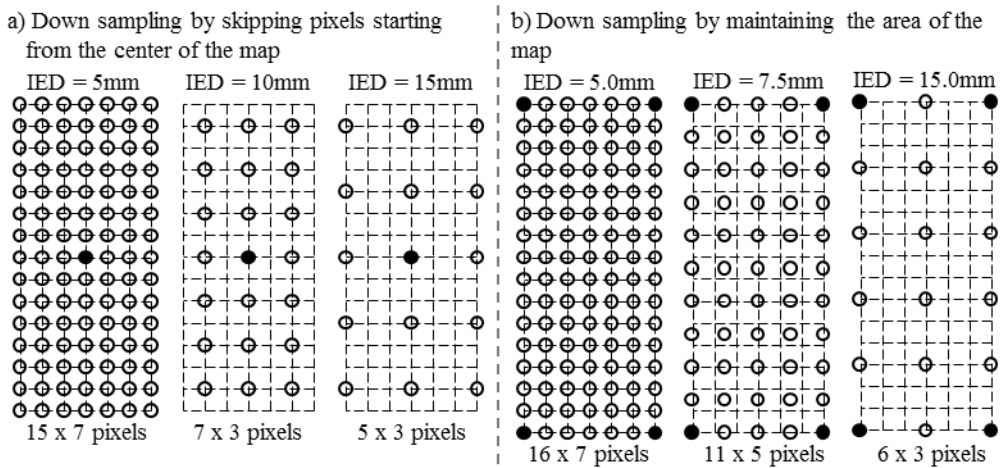 a) Down sampling by skipping pixels starting
from the center of the map
IED = 5mm
IED = 10mm
IED = 15mm
15 x 7 pixels
7 x 3 pixels
5 x 3 pixels
b) Down sampling by maintaining the area of the
map
IED = 5.0mm
IED = 7.5mm
IED = 15.0mm
16 x 7 pixels
11 x 5 pixels
6 x 3 pixels